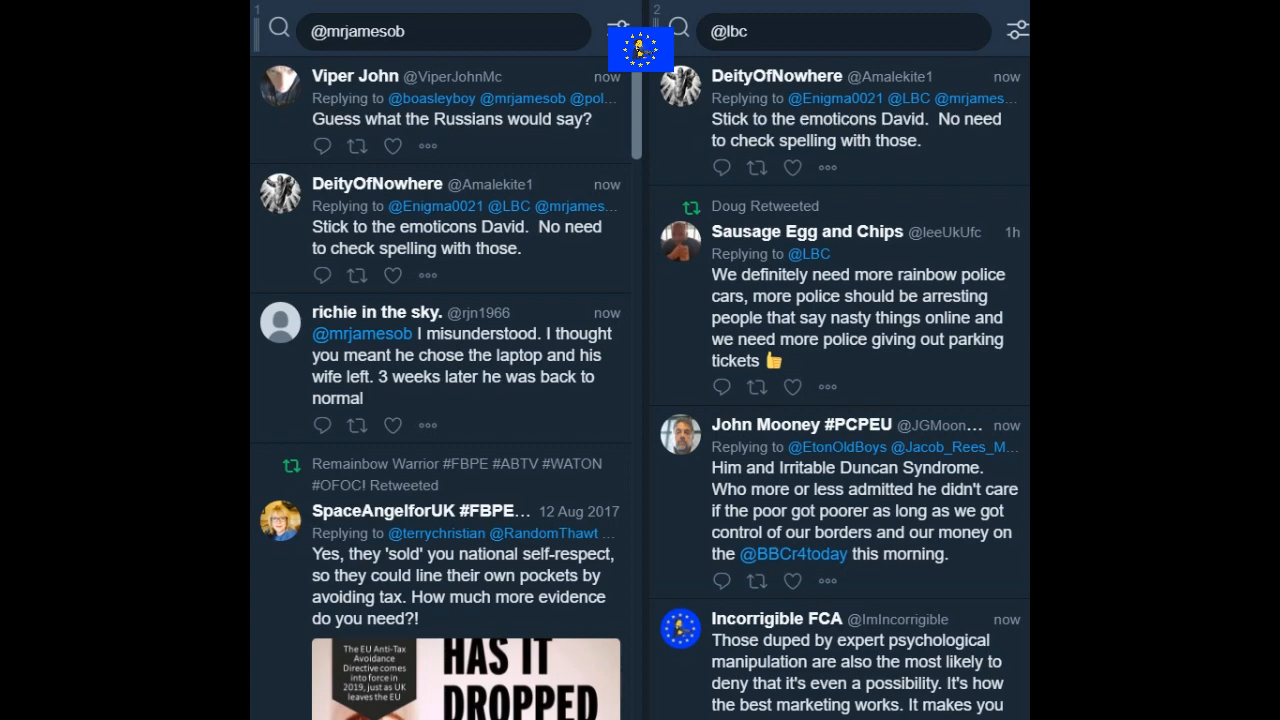 1
@mrjamesob
Viper John @ViperJohnMc now
Replying to @boasleyboy @mrjamesob @pol...
Guess what the Russians would say?
DeityOfNowhere @Amalekite1 now
Replying to @Enigma0021 @LBC @mrjames...
Stick to the emoticons David.  No need
to check spelling with those.
richie in the sky. @rjn1966 now
@mrjamesob I misunderstood. I thought
you meant he chose the laptop and his
wife left. 3 weeks later he was back to
normal
Remainbow Warrior #FBPE #ABTV #WATON
#OFOC! Retweeted
SpaceAngelforUK #FBPE... 12 Aug 2017
Replying to @terrychristian @RandomThawt ...
Yes, they 'sold' you national self-respect,
so they could line their own pockets by
avoiding tax. How much more evidence
do you need?!
The EU Anti-Tax
Avoidance
Directive comes
into force in
2019, just as UK
leaves the EU
HAS IT
DROPPED
2
@lbc
DeityOfNowhere @Amalekite1 now
Replying to @Enigma0021 @LBC @mrjames...
Stick to the emoticons David.  No need
to check spelling with those.
Doug Retweeted
Sausage Egg and Chips @leeUkUfc 1h
Replying to @LBC
We definitely need more rainbow police
cars, more police should be arresting
people that say nasty things online and
we need more police giving out parking
tickets 👍
John Mooney #PCPEU @JGMoon... now
Replying to @EtonOldBoys @Jacob_Rees_M...
Him and Irritable Duncan Syndrome.
Who more or less admitted he didn't care
if the poor got poorer as long as we got
control of our borders and our money on
the @BBCr4today this morning.
Incorrigible FCA @ImIncorrigible now
Those duped by expert psychological
manipulation are also the most likely to
deny that it's even a possibility. It's how
the best marketing works. It makes you